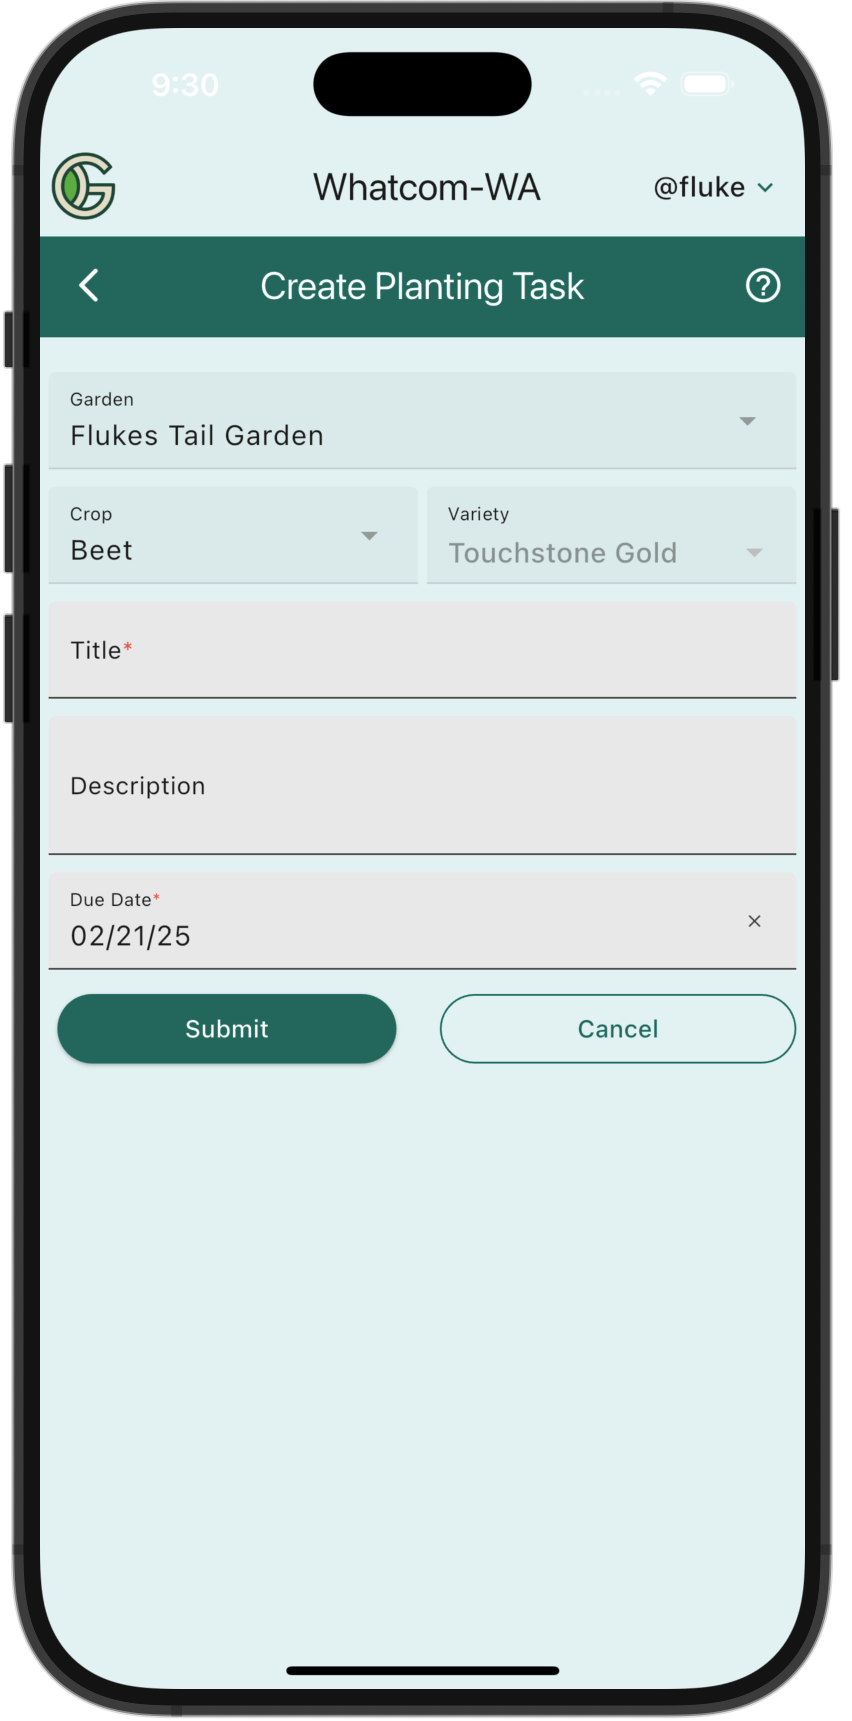 9:30
Whatcom-WA
@fluke
Create Planting Task
Garden
Flukes Tail Garden
Crop
Beet
Variety
Touchstone Gold
Title*
Description
Due Date*
02/21/25
Submit
Cancel